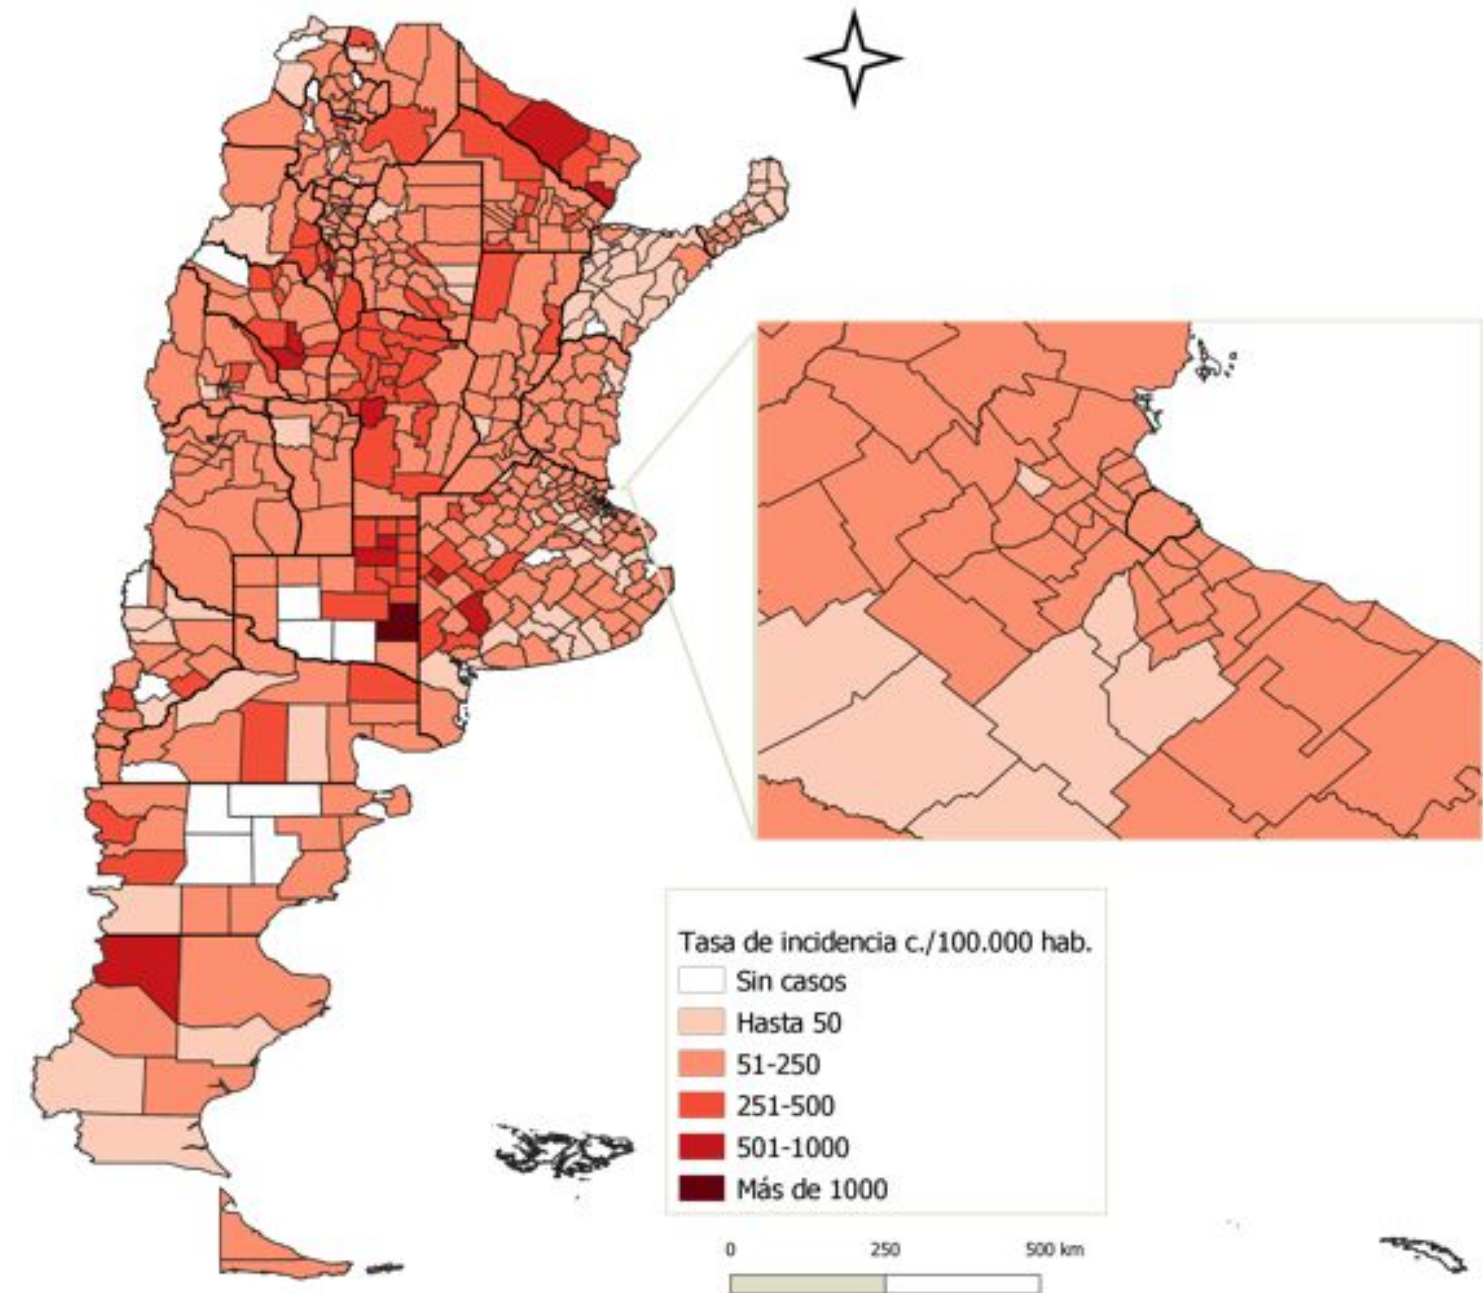 Tasa de incidencia c./100.000 hab.
Sin casos
Hasta 50
51-250
251-500
501-1000
Más de 1000
0 250 500 km